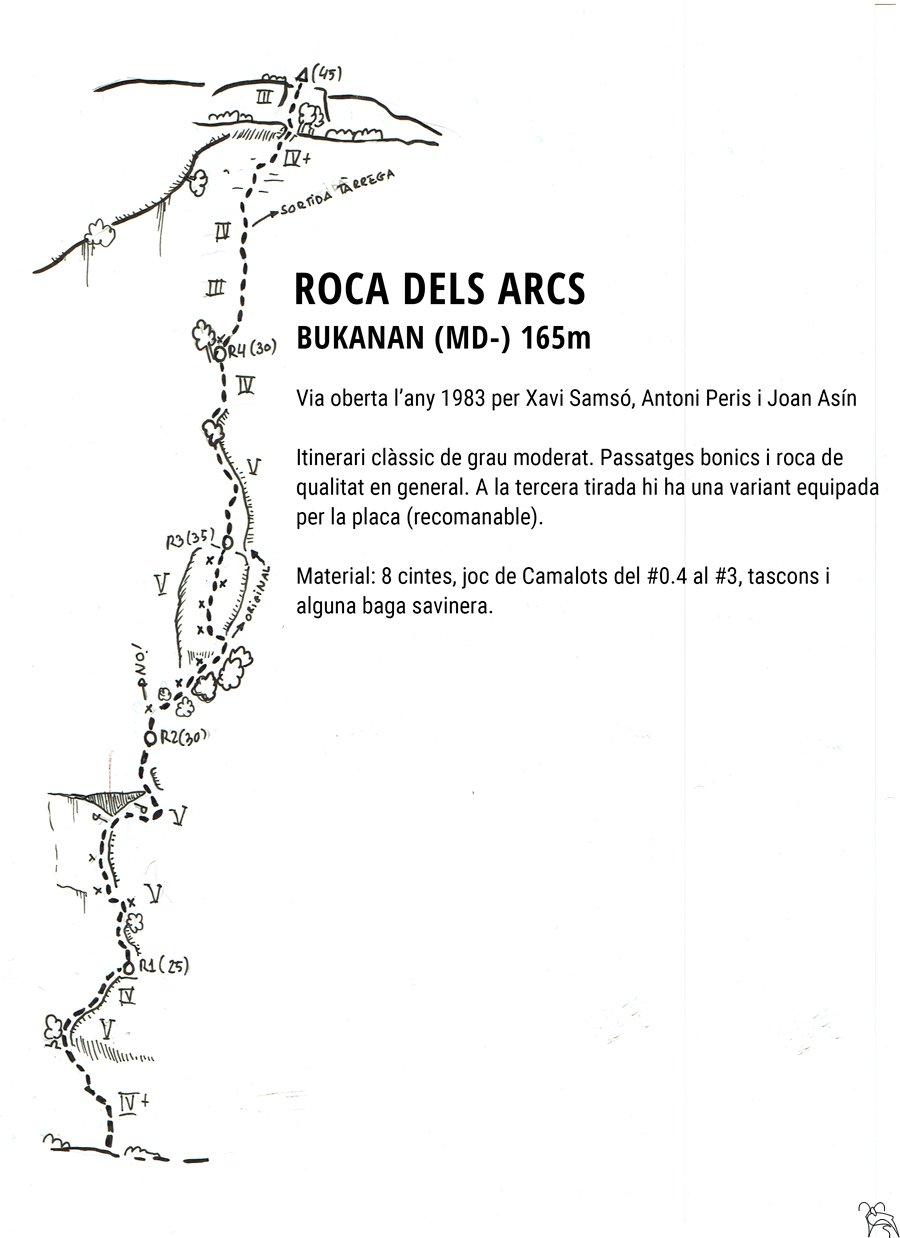 (45)
III
IV+
SORTIDA TÀRREGA
IV
III
ROCA DELS ARCS
R4 (30)
BUKANAN (MD-) 165m
IV
Via oberta l’any 1983 per Xavi Samsó, Antoni Peris i Joan Asín
V
Itinerari clàssic de grau moderat. Passatges bonics i roca de
qualitat en general. A la tercera tirada hi ha una variant equipada
per la placa (recomanable).
R3 (35)
V
ORIGINAL
Material: 8 cintes, joc de Camalots del #0.4 al #3, tascons i
alguna baga savinera.
NO!
R2 (30)
V
V
R1 (25)
IV
V
IV+